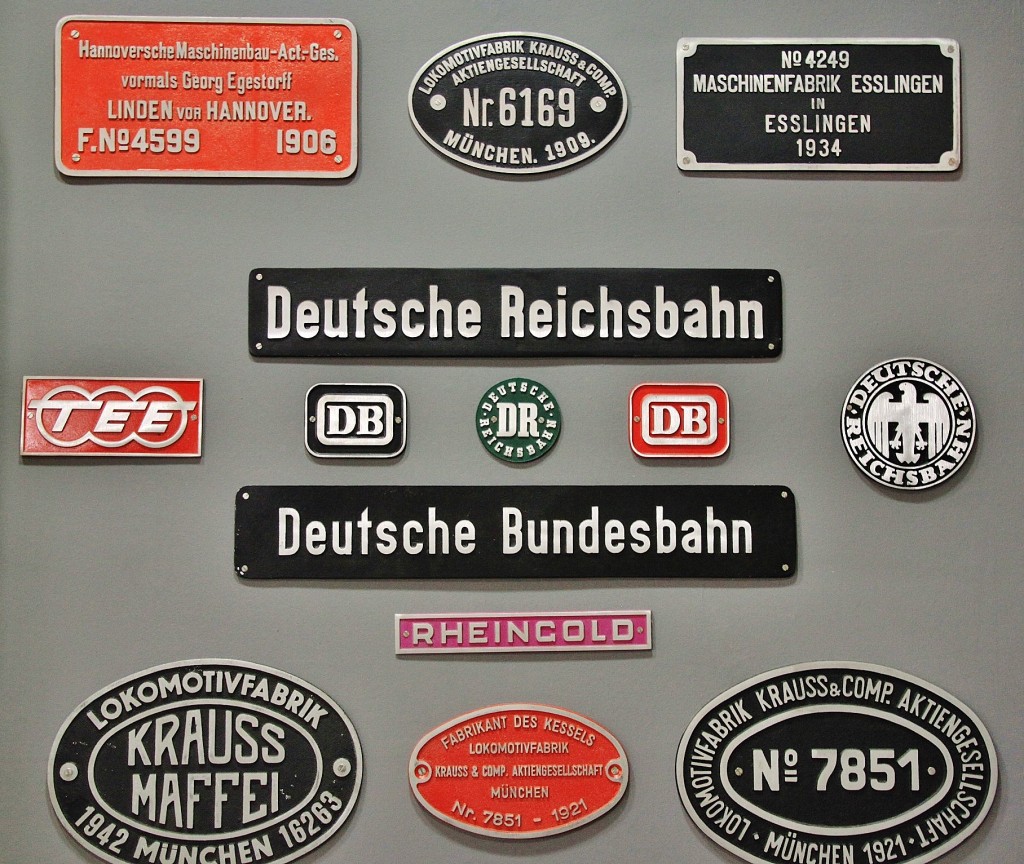 Hannoversche Maschinenbau-Act.-Ges.
vormals Georg Egestorff
LINDEN VOR HANNOVER.
F.No4599 1906
LOKOMOTIVFABRIK KRAUSS & COMP.
AKTIENGESELLSCHAFT
Nr. 6169
MÜNCHEN. 1909.
No 4249
MASCHINENFABRIK ESSLINGEN
IN
ESSLINGEN
1934
Deutsche Reichsbahn
TEE
DB
DEUTSCHE
DR
REICHSBAHN
DB
DEUTSCHE
REICHSBAHN
Deutsche Bundesbahn
RHEINGOLD
LOKOMOTIVFABRIK
KRAUSS
MAFFEI
1942 MÜNCHEN 16263
FABRIKANT DES KESSELS
LOKOMOTIVFABRIK
KRAUSS & COMP. AKTIENGESELLSCHAFT
MÜNCHEN
Nr. 7851 - 1921
LOKOMOTIVFABRIK KRAUSS & COMP. AKTIENGESELLSCHAFT
No 7851
MÜNCHEN 1921